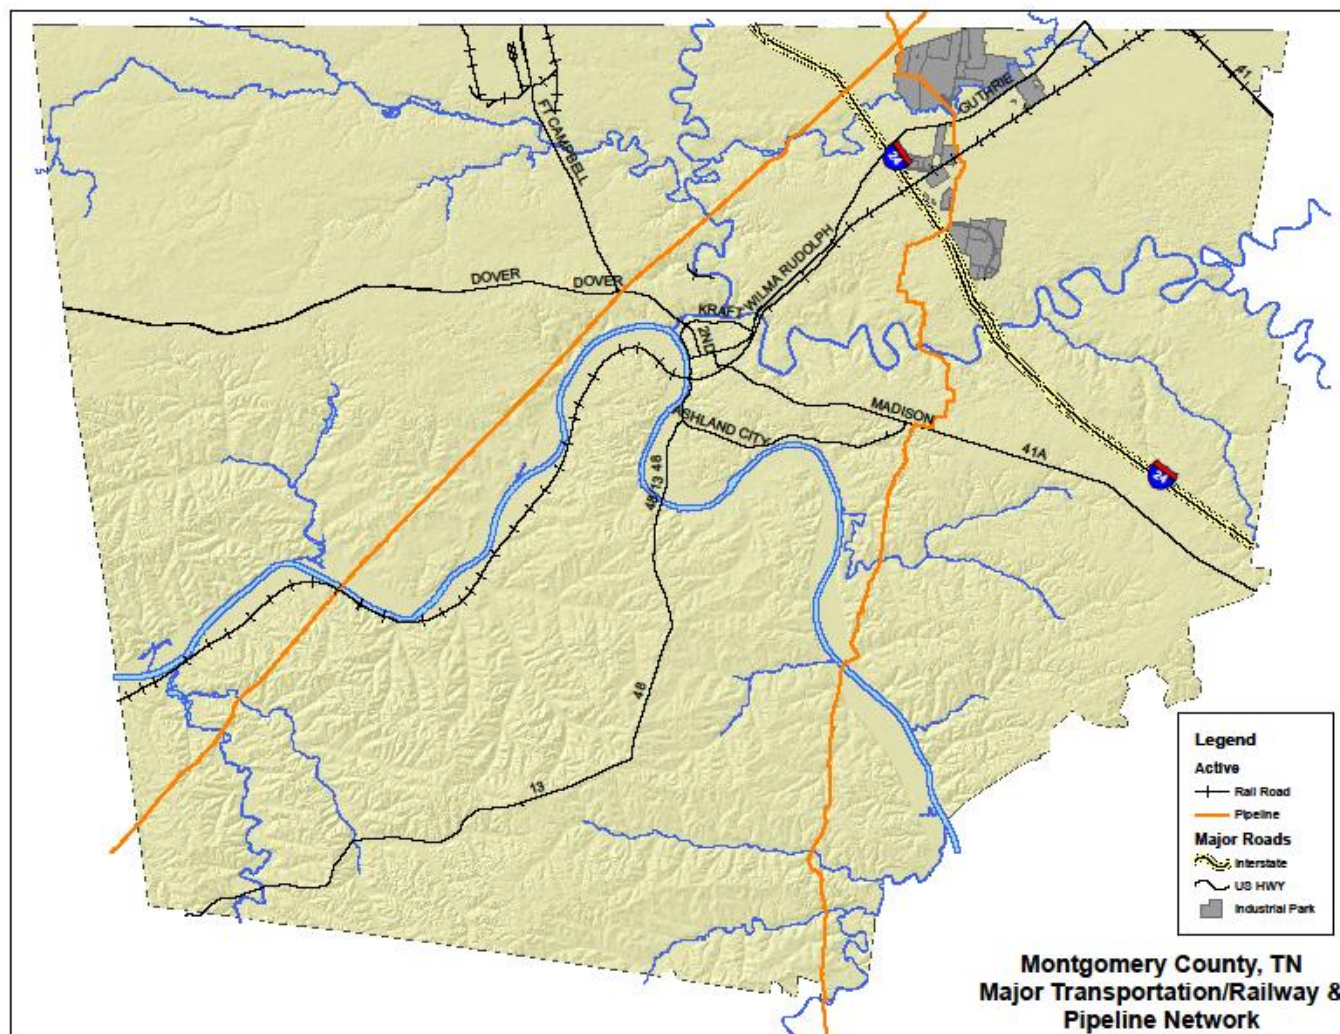 41
GUTHRIE
FT CAMPBELL
24
WILMA RUDOLPH
DOVER
DOVER
KRAFT
2ND
MADISON
ASHLAND CITY
41A
48 13 48
24
48
13
Legend
Active
Rail Road
Pipeline
Major Roads
Interstate
US HWY
Industrial Park
Montgomery County, TN
Major Transportation/Railway &
Pipeline Network